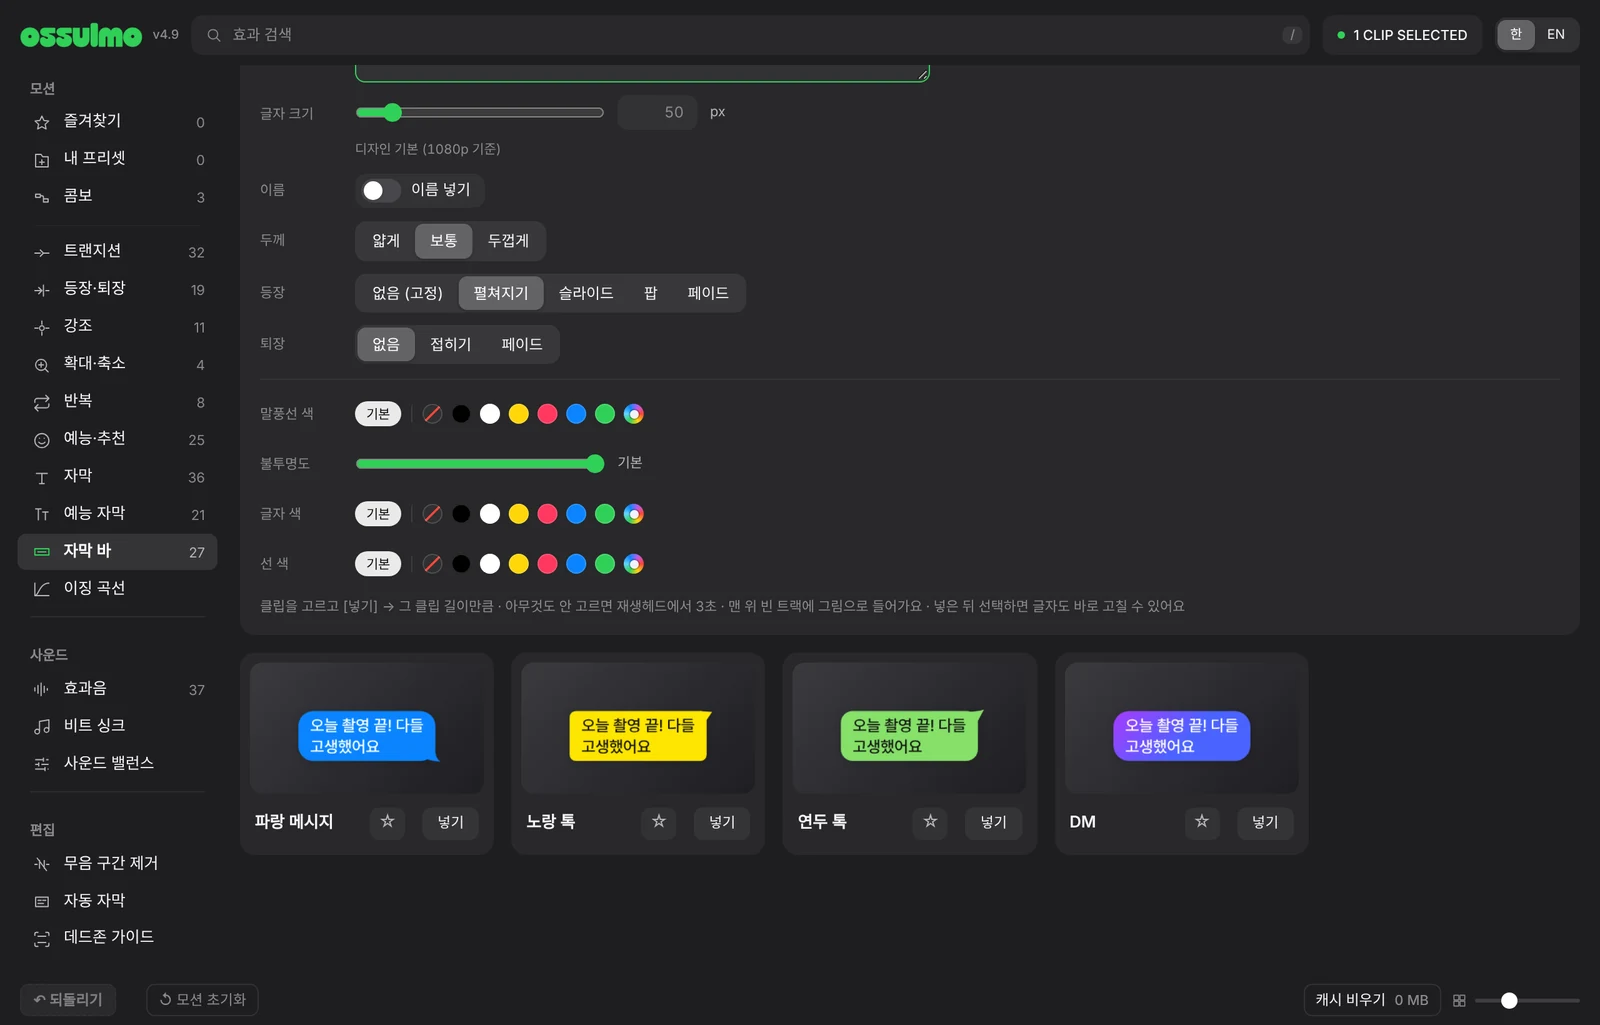 ossulmo v4.9
효과 검색
/
1 CLIP SELECTED
한 EN
모션
즐겨찾기 0
내 프리셋 0
콤보 3
트랜지션 32
등장·퇴장 19
강조 11
확대·축소 4
반복 8
예능·추천 25
자막 36
예능 자막 21
자막 바 27
이징 곡선
사운드
효과음 37
비트 싱크
사운드 밸런스
편집
무음 구간 제거
자동 자막
데드존 가이드
글자 크기 50 px
디자인 기본 (1080p 기준)
이름 이름 넣기
두께 얇게 보통 두껍게
등장 없음 (고정) 펼쳐지기 슬라이드 팝 페이드
퇴장 없음 접히기 페이드
말풍선 색 기본
불투명도 기본
글자 색 기본
선 색 기본
클립을 고르고 [넣기] → 그 클립 길이만큼 · 아무것도 안 고르면 재생헤드에서 3초 · 맨 위 빈 트랙에 그림으로 들어가요 · 넣은 뒤 선택하면 글자도 바로 고칠 수 있어요
오늘 촬영 끝! 다들
고생했어요
파랑 메시지 넣기
오늘 촬영 끝! 다들
고생했어요
노랑 톡 넣기
오늘 촬영 끝! 다들
고생했어요
연두 톡 넣기
오늘 촬영 끝! 다들
고생했어요
DM 넣기
되돌리기
모션 초기화
캐시 비우기 0 MB